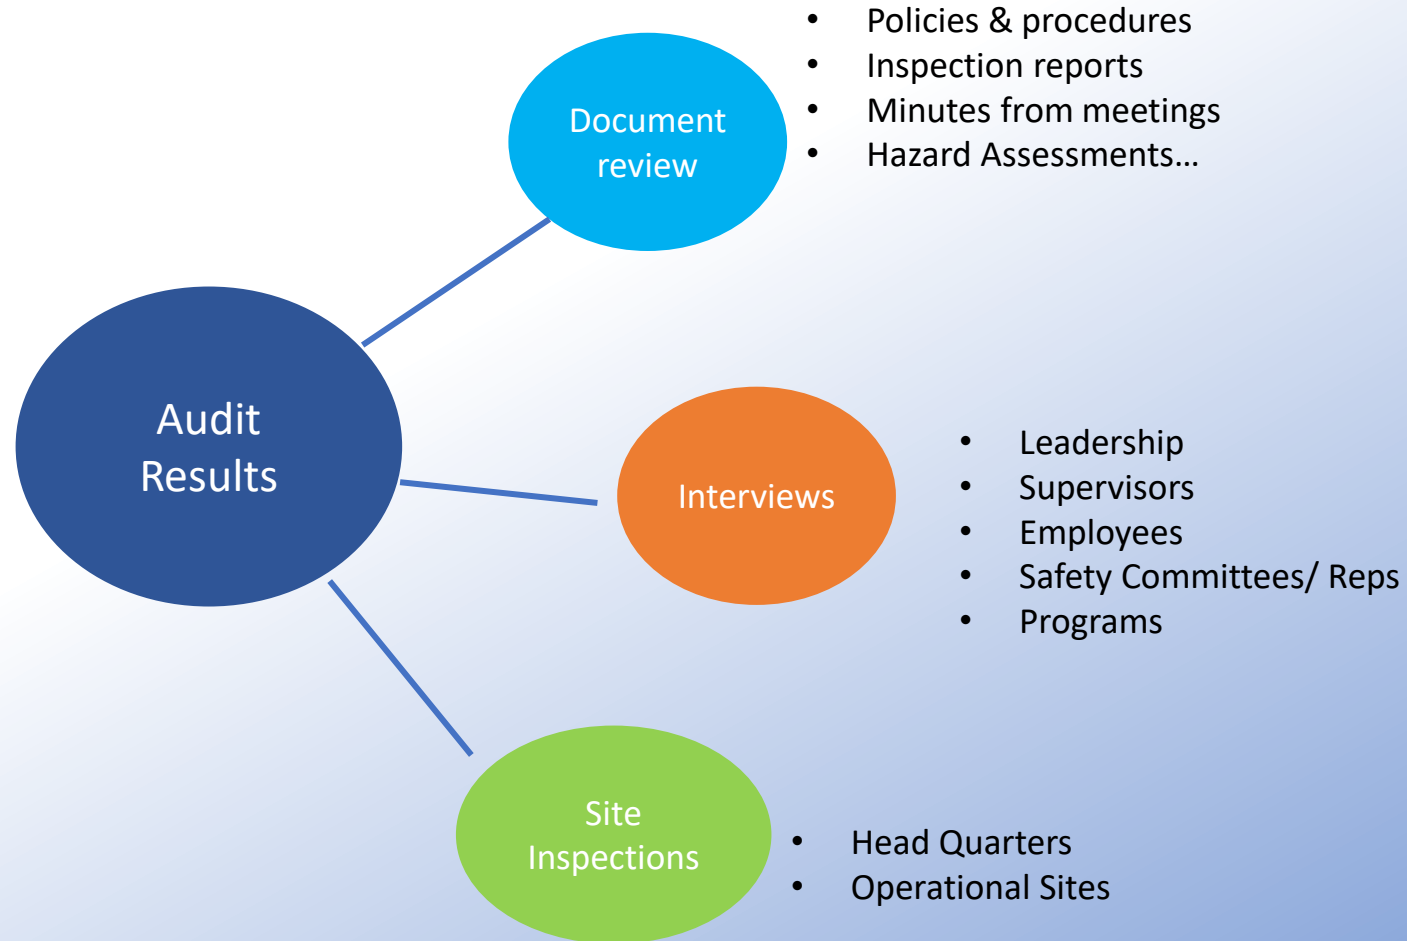 Document
review
• Policies & procedures
• Inspection reports
• Minutes from meetings
• Hazard Assessments…
Audit
Results
Interviews
• Leadership
• Supervisors
• Employees
• Safety Committees/ Reps
• Programs
Site
Inspections
• Head Quarters
• Operational Sites